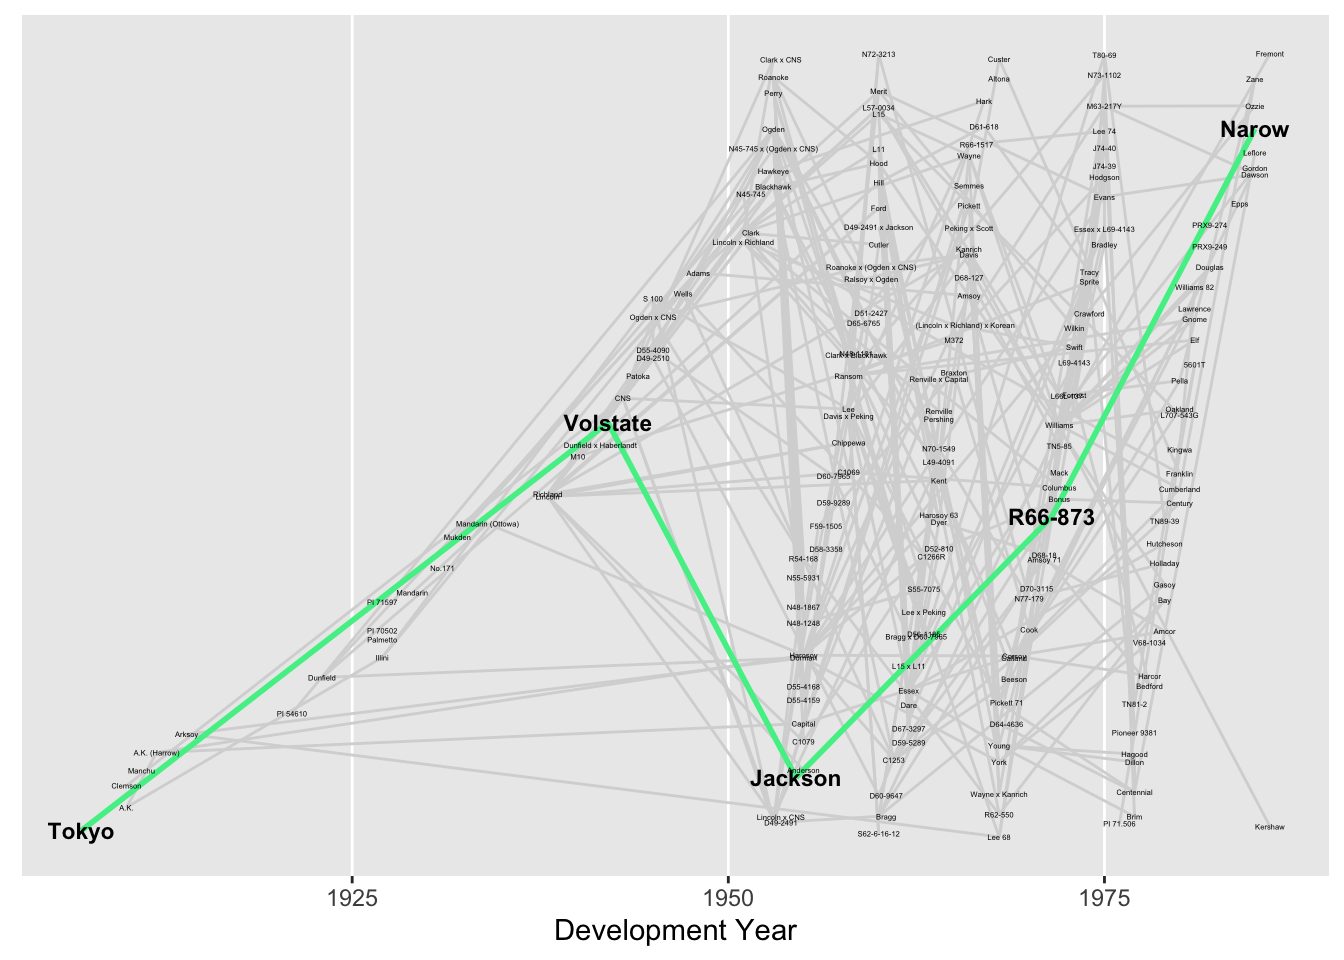 N72-3213
Fremont
T80-69
Clark x CNS
Custer
N73-1102
Roanoke
Altona
Zane
Merit
Perry
Hark
M63-217Y
Ozzie
L57-0034
L15
D61-618
Ogden
Narow
Lee 74
R66-1517
N45-745 x (Ogden x CNS)
L11
J74-40
Leflore
Wayne
Hood
J74-39
Gordon
Hawkeye
Dawson
Hodgson
Hill
Semmes
Blackhawk
N45-745
Evans
Epps
Ford
Pickett
PRX9-274
D49-2491 x Jackson
Peking x Scott
Essex x L69-4143
Clark
Lincoln x Richland
Cutler
Bradley
PRX9-249
Kanrich
Davis
Roanoke x (Ogden x CNS)
Douglas
Adams
Tracy
Ralsoy x Ogden
D68-127
Sprite
Williams 82
Wells
Amsoy
S 100
Lawrence
D51-2427
Crawford
Ogden x CNS
Gnome
D65-6765
(Lincoln x Richland) x Korean
Wilkin
M372
Elf
Swift
D55-4090
Clark x Blackhawk
D49-2510
L69-4143
5601T
Braxton
Patoka
Ransom
Renville x Capital
Pella
Forrest
CNS
Lee
Renville
Oakland
Davis x Peking
L707-543G
Pershing
Volstate
Williams
Chippewa
Dunfield x Haberlandt
TN5-85
N70-1549
Kingwa
M10
L49-4091
C1069
Mack
Franklin
D60-7965
Kent
Columbus
Cumberland
Richland
Lincoln
Bonus
D59-9289
Century
Harosoy 63
R66-873
Dyer
TN89-39
Mandarin (Ottowa)
F59-1505
Mukden
Hutcheson
D58-3358
D52-810
D68-18
C1266R
R54-168
Amsoy 71
Holladay
No.171
N55-5931
Gasoy
S55-7075
D70-3115
Mandarin
N77-179
Bay
PI 71597
N48-1867
Lee x Peking
N48-1248
PI 70502
Cook
Amcor
Bragg x D60-7965
Palmetto
V68-1034
Illini
Harosoy
Dorman
Corsoy
L15 x L11
Dunfield
Harcor
Beeson
D55-4168
Bedford
Essex
D55-4159
Pickett 71
Dare
TN81-2
PI 54610
Capital
D64-4636
D67-3297
Arksoy
Pioneer 9381
C1079
D59-5289
Young
A.K. (Harrow)
Hagood
C1253
York
Dillon
Manchu
Anderson
Jackson
Clemson
Centennial
D60-9647
Wayne x Kanrich
A.K.
R62-550
Lincoln x CNS
Bragg
Brim
D49-2491
PI 71.506
Kershaw
Tokyo
S62-6-16-12
Lee 68
1925
1950
1975
Development Year